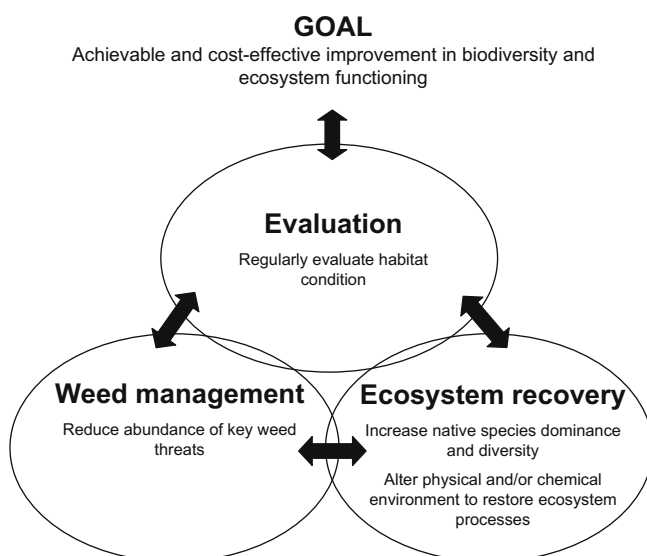 GOAL
Achievable and cost-effective improvement in biodiversity and
ecosystem functioning
Evaluation
Regularly evaluate habitat
condition
Weed management
Reduce abundance of key weed
threats
Ecosystem recovery
Increase native species dominance
and diversity
Alter physical and/or chemical
environment to restore ecosystem
processes